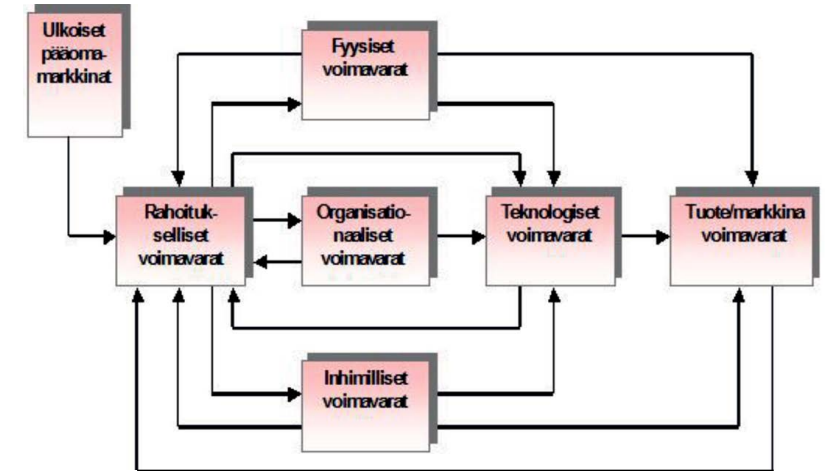 Ulkoiset
pääoma-
markkinat
Fyysiset
voimavarat
Rahoituk-
selliset
voimavarat
Organisatio-
naaliset
voimavarat
Teknologiset
voimavarat
Tuote/markkina
voimavarat
Inhimilliset
voimavarat